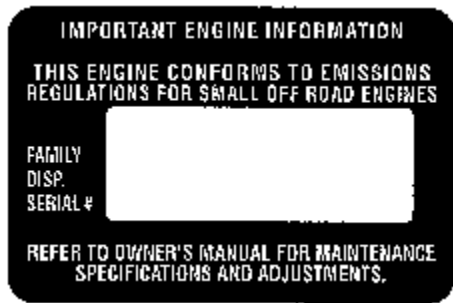 IMPORTANT ENGINE INFORMATION
THIS ENGINE CONFORMS TO EMISSIONS
REGULATIONS FOR SMALL OFF ROAD ENGINES
FAMILY
DISP.
SERIAL #
REFER TO OWNER'S MANUAL FOR MAINTENANCE
SPECIFICATIONS AND ADJUSTMENTS.